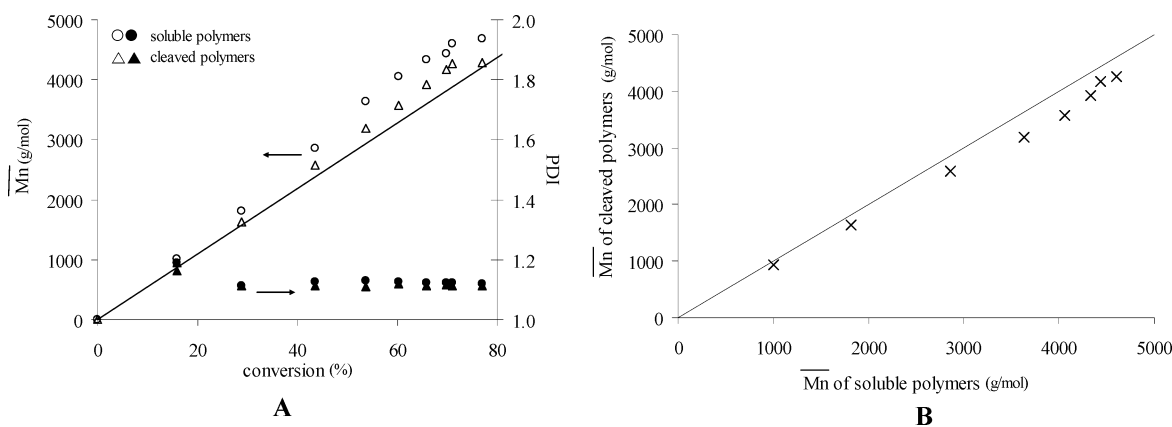 5000
4000
3000
2000
1000
0
Mn (g/mol)
soluble polymers
cleaved polymers
2.0
1.8
1.6
1.4
1.2
1.0
PDI
0 20 40 60 80
conversion (%)
A
5000
4000
3000
2000
1000
0
Mn of cleaved polymers (g/mol)
0 1000 2000 3000 4000 5000
Mn of soluble polymers (g/mol)
B